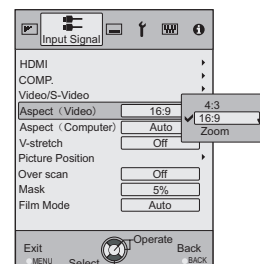 Input Signal
HDMI
COMP.
Video/S-Video
Aspect（Video） 16:9
4:3
16:9
Zoom
Aspect（Computer） Auto
V-stretch Off
Picture Position
Over scan Off
Mask 5%
Film Mode Auto
Operate
Exit Back
MENU Select BACK